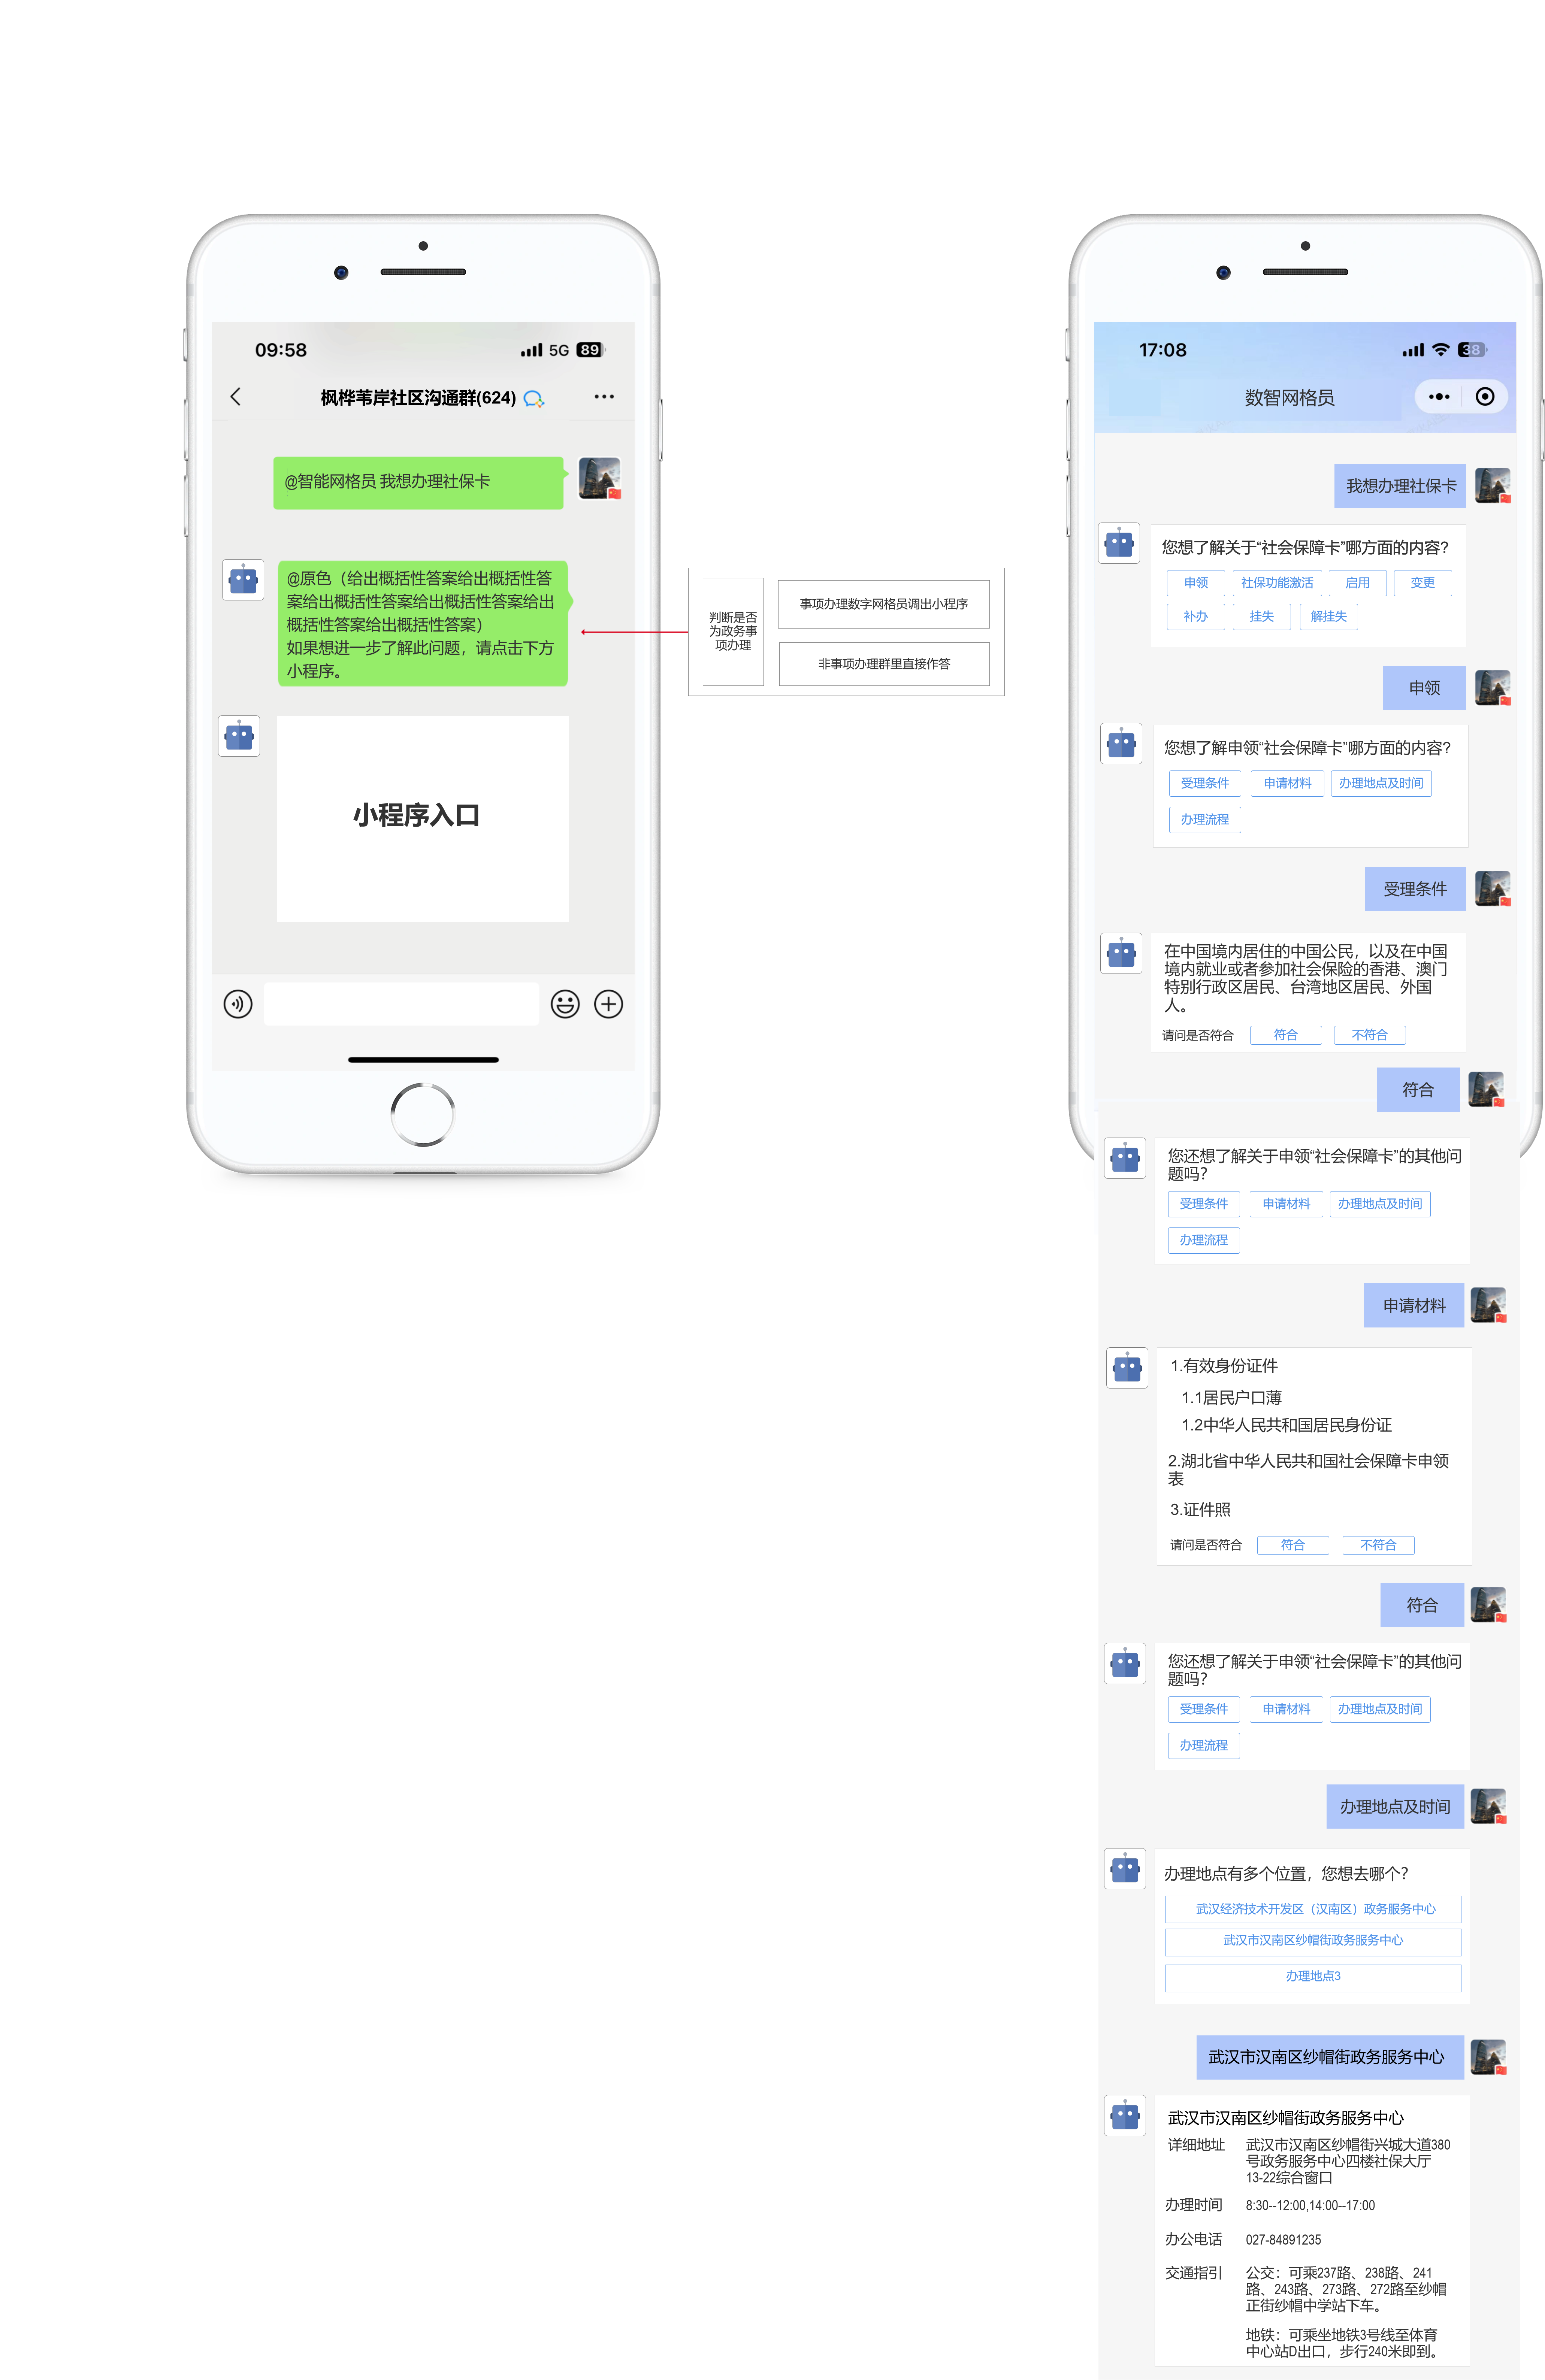 09:58
5G
89
枫桦苇岸社区沟通群(624)
@智能网格员 我想办理社保卡
@原色（给出概括性答案给出概括性答
案给出概括性答案给出概括性答案给出
概括性答案给出概括性答案）
如果想进一步了解此问题，请点击下方
小程序。
小程序入口
判断是否
为政务事
项办理
事项办理数字网格员调出小程序
非事项办理群里直接作答
17:08
38
数智网格员
我想办理社保卡
您想了解关于“社会保障卡”哪方面的内容?
申领 社保功能激活 启用 变更
补办 挂失 解挂失
申领
您想了解申领“社会保障卡”哪方面的内容?
受理条件 申请材料 办理地点及时间
办理流程
受理条件
在中国境内居住的中国公民，以及在中国
境内就业或者参加社会保险的香港、澳门
特别行政区居民、台湾地区居民、外国
人。
请问是否符合 符合 不符合
符合
您还想了解关于申领“社会保障卡”的其他问
题吗?
受理条件 申请材料 办理地点及时间
办理流程
申请材料
1.有效身份证件
1.1居民户口薄
1.2中华人民共和国居民身份证
2.湖北省中华人民共和国社会保障卡申领
表
3.证件照
请问是否符合 符合 不符合
符合
您还想了解关于申领“社会保障卡”的其他问
题吗?
受理条件 申请材料 办理地点及时间
办理流程
办理地点及时间
办理地点有多个位置，您想去哪个?
武汉经济技术开发区（汉南区）政务服务中心
武汉市汉南区纱帽街政务服务中心
办理地点3
武汉市汉南区纱帽街政务服务中心
武汉市汉南区纱帽街政务服务中心
详细地址 武汉市汉南区纱帽街兴城大道380
号政务服务中心四楼社保大厅
13-22综合窗口
办理时间 8:30--12:00,14:00--17:00
办公电话 027-84891235
交通指引 公交：可乘237路、238路、241
路、243路、273路、272路至纱帽
正街纱帽中学站下车。
地铁：可乘坐地铁3号线至体育
中心站D出口，步行240米即到。